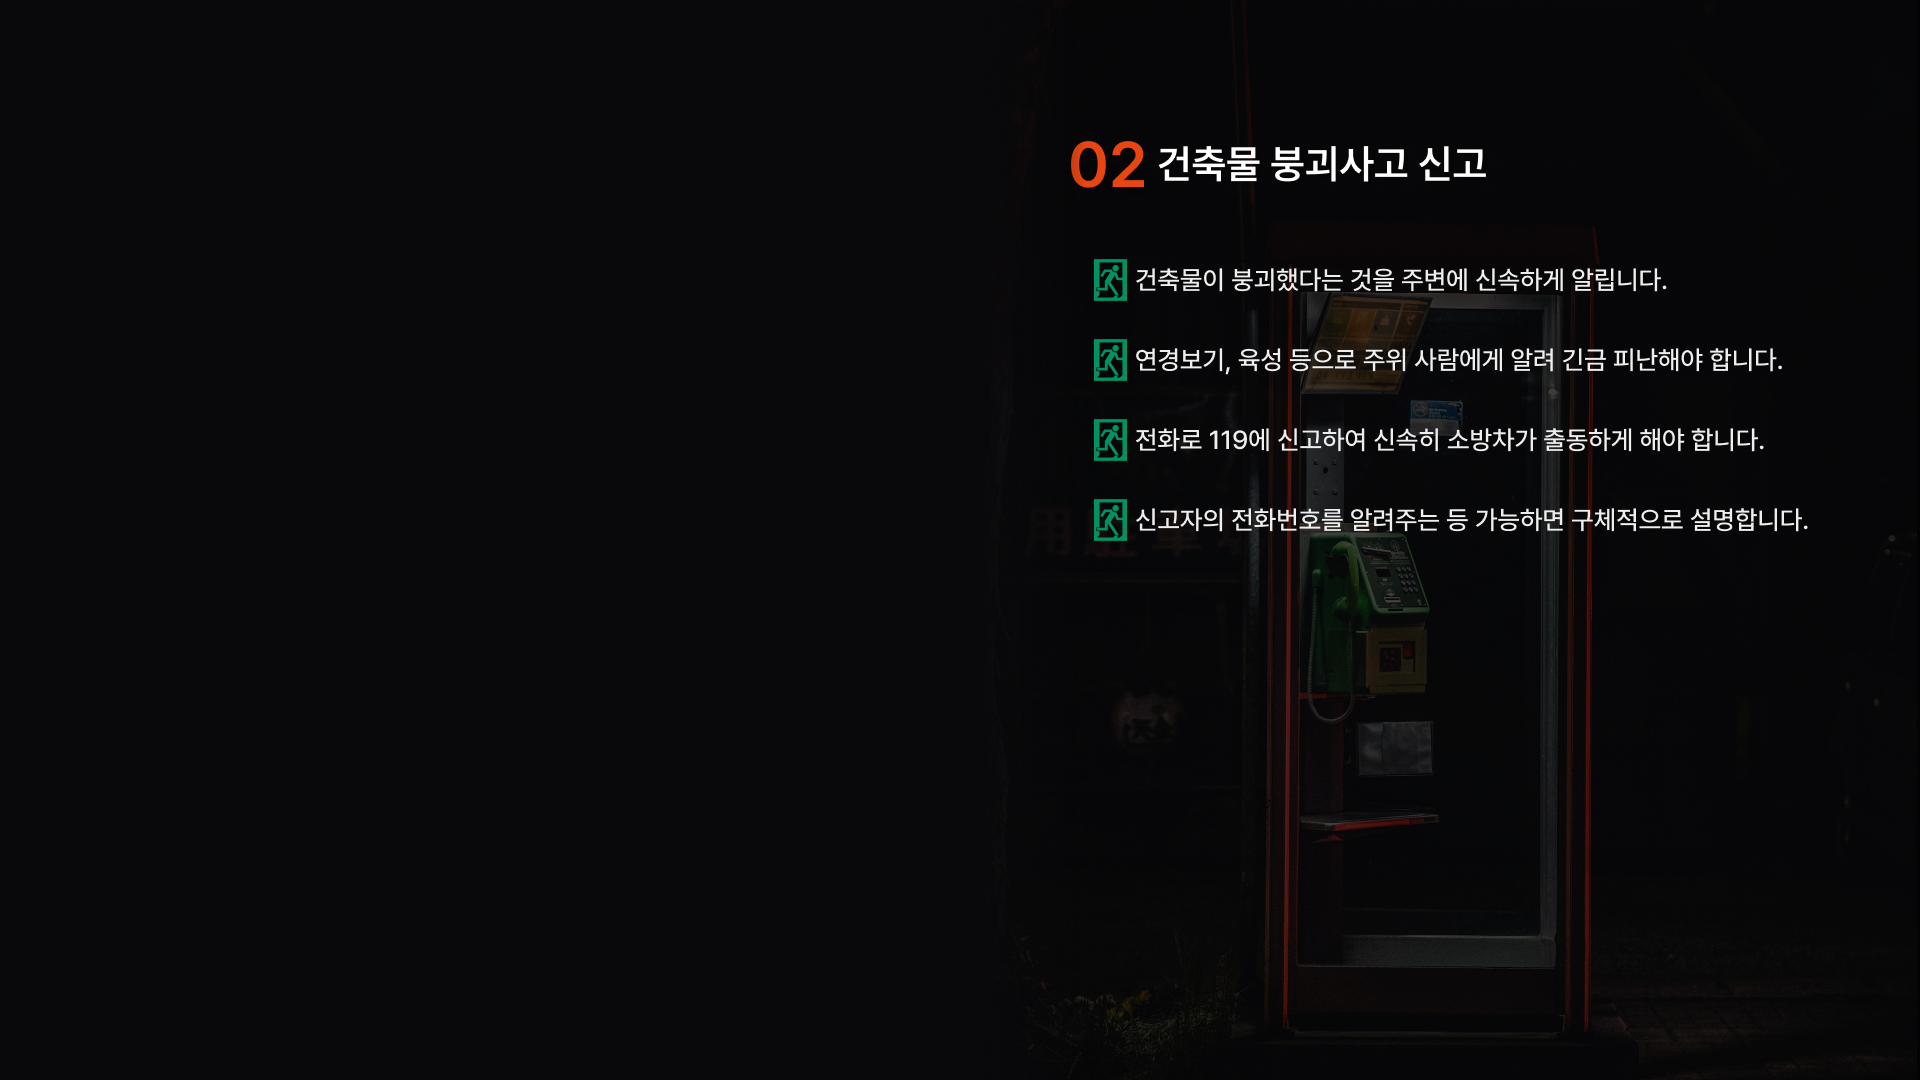 02 건축물 붕괴사고 신고
건축물이 붕괴했다는 것을 주변에 신속하게 알립니다.
연경보기, 육성 등으로 주위 사람에게 알려 긴급 피난해야 합니다.
전화로 119에 신고하여 신속히 소방차가 출동하게 해야 합니다.
신고자의 전화번호를 알려주는 등 가능하면 구체적으로 설명합니다.
用駐車